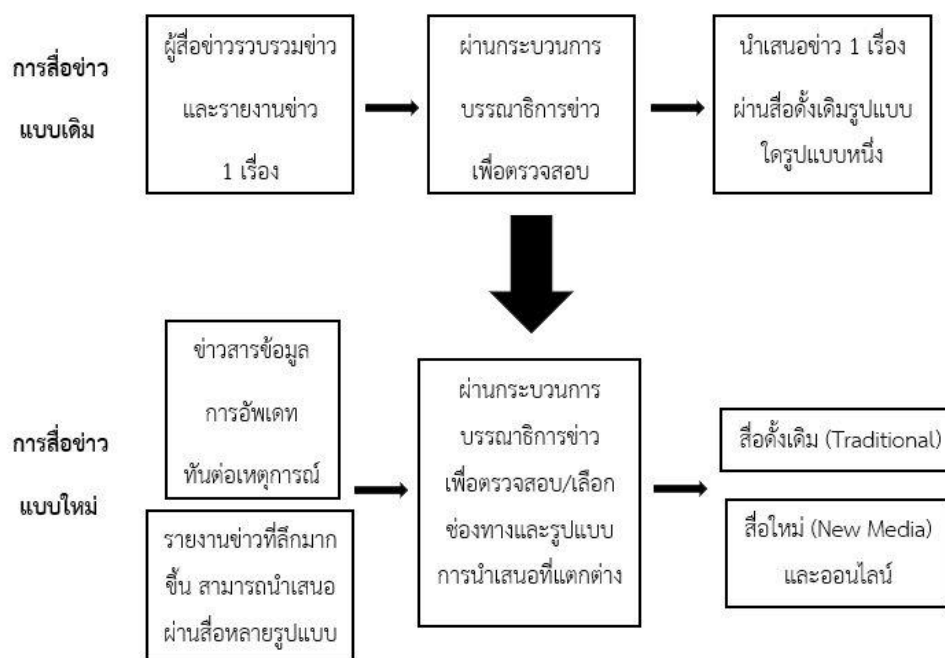 การสื่อข่าว
แบบเดิม
ผู้สื่อข่าวรวบรวมข่าว
และรายงานข่าว
1 เรื่อง
ผ่านกระบวนการ
บรรณาธิการข่าว
เพื่อตรวจสอบ
นำเสนอข่าว 1 เรื่อง
ผ่านสื่อดั้งเดิมรูปแบบ
ใดรูปแบบหนึ่ง
การสื่อข่าว
แบบใหม่
ข่าวสารข้อมูล
การอัพเดท
ทันต่อเหตุการณ์
รายงานข่าวที่ลึกมาก
ขึ้น สามารถนำเสนอ
ผ่านสื่อหลายรูปแบบ
ผ่านกระบวนการ
บรรณาธิการข่าว
เพื่อตรวจสอบ/เลือก
ช่องทางและรูปแบบ
การนำเสนอที่แตกต่าง
สื่อดั้งเดิม (Traditional)
สื่อใหม่ (New Media)
และออนไลน์